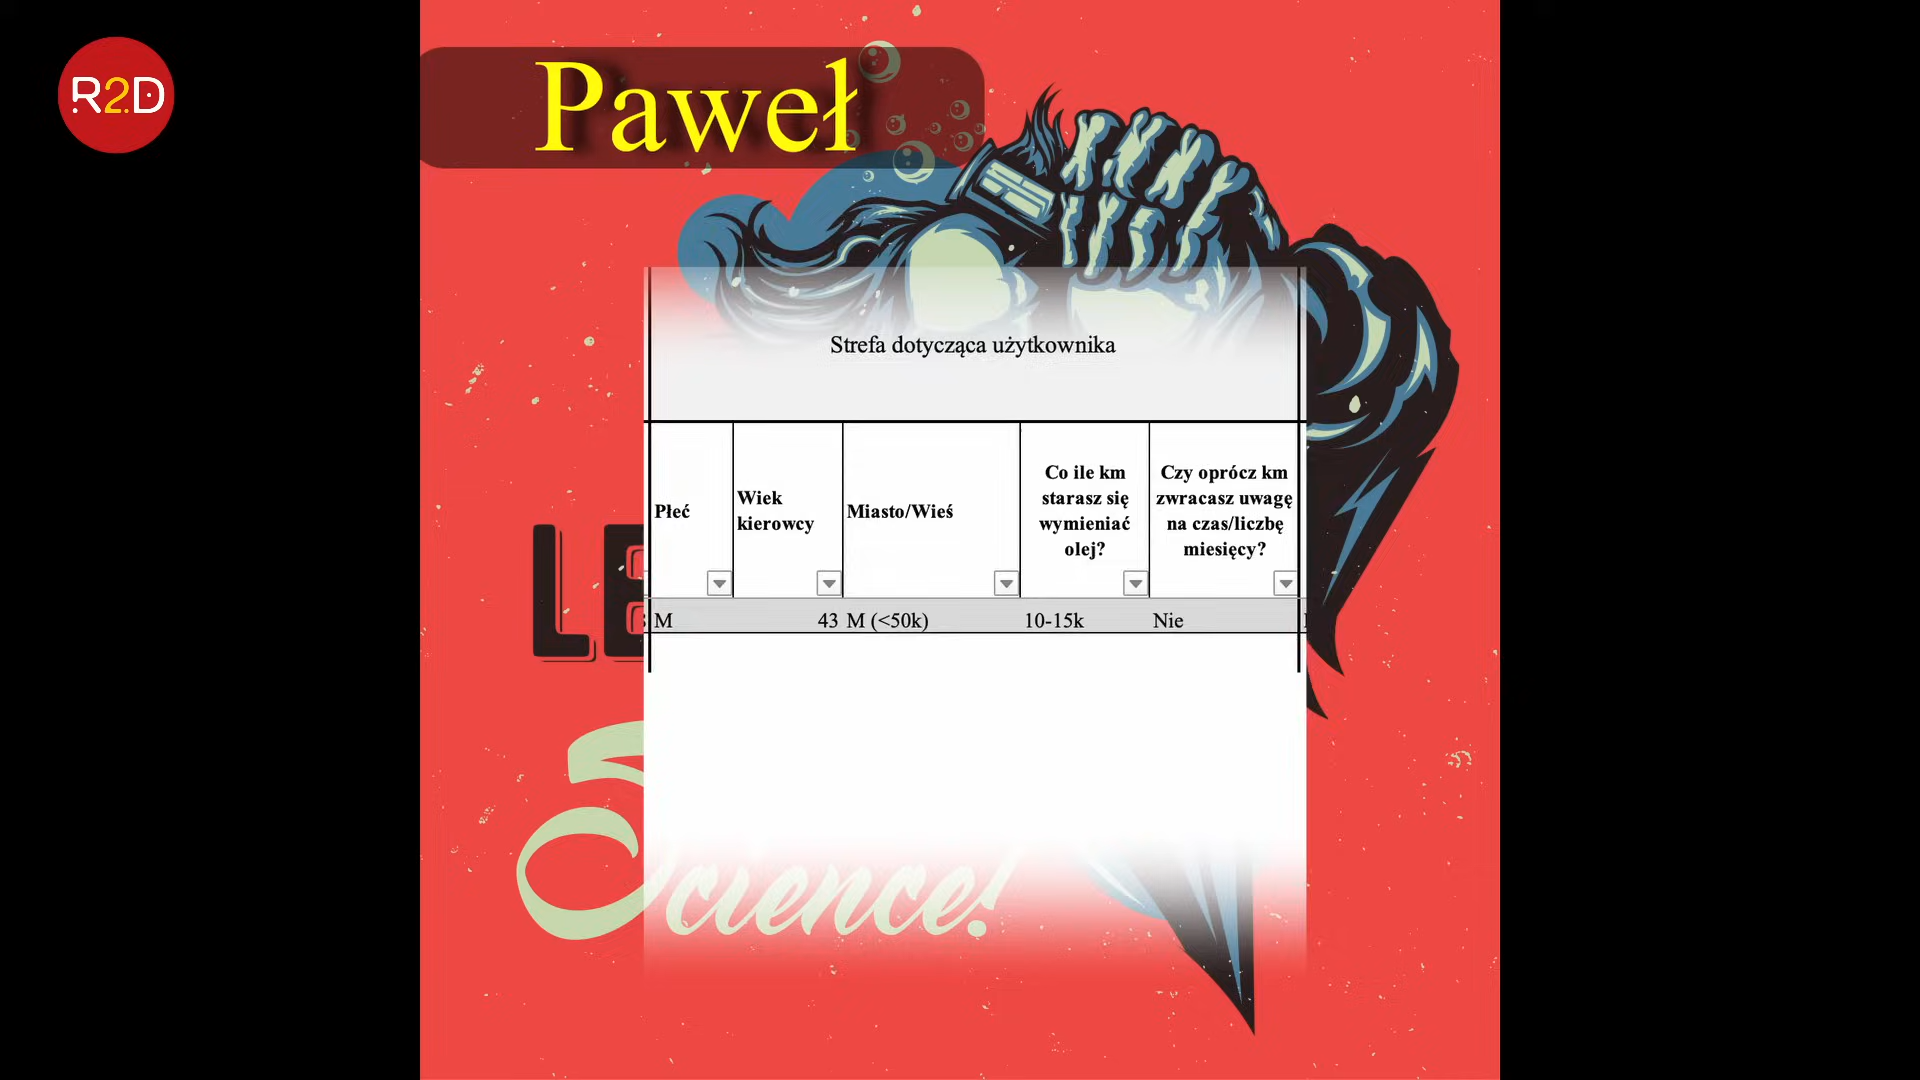 R2D
Paweł
Strefa dotycząca użytkownika
Płeć
Wiek
kierowcy
Miasto/Wieś
Co ile km
starasz się
wymieniać
olej?
Czy oprócz km
zwracasz uwagę
na czas/liczbę
miesięcy?
M
43
M (<50k)
10-15k
Nie
LE
Science!